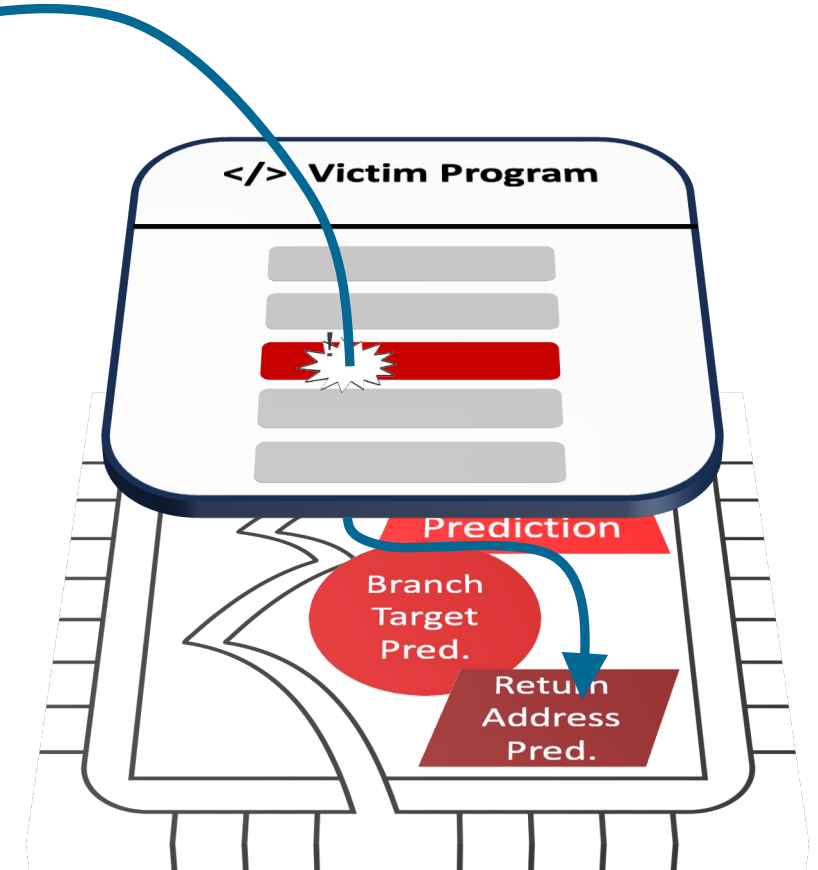 </> Victim Program
!
Prediction
Branch
Target
Pred.
Return
Address
Pred.